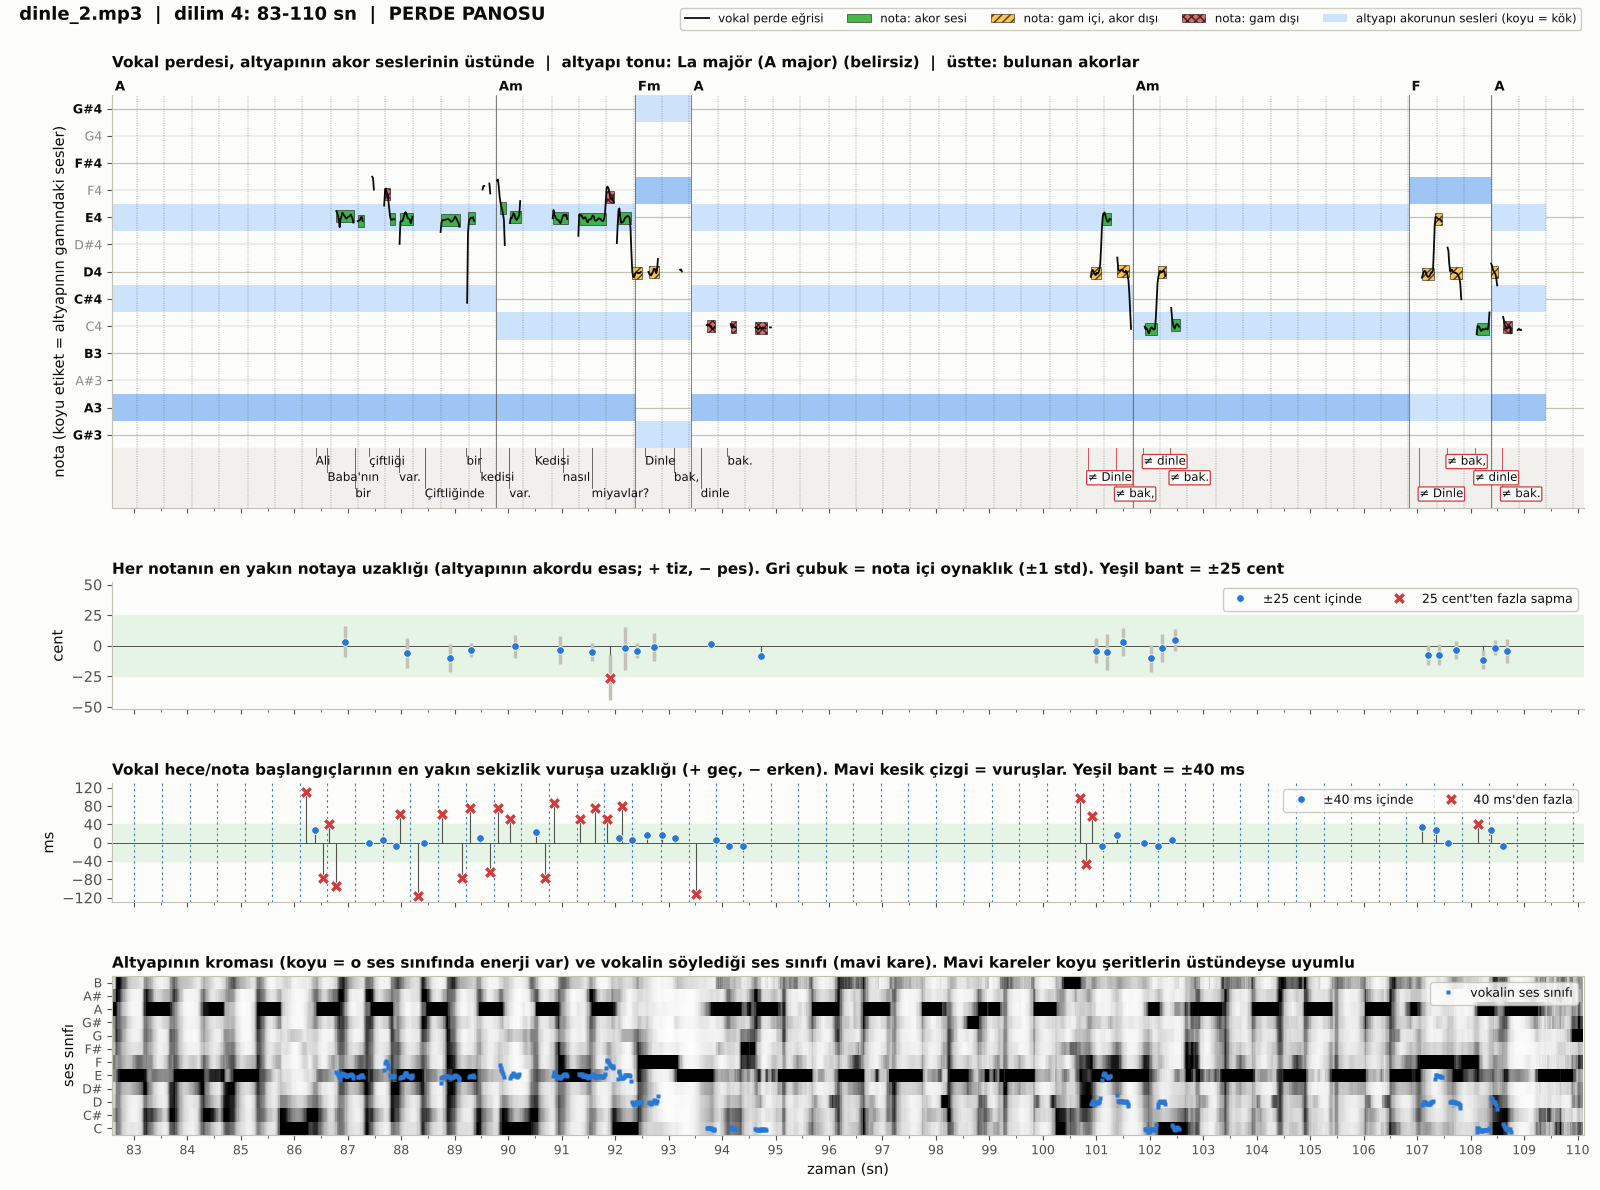 dinle_2.mp3 | dilim 4: 83-110 sn | PERDE PANOSU
vokal perde eğrisi
nota: akor sesi
nota: gam içi, akor dışı
nota: gam dışı
altyapı akorunun sesleri (koyu = kök)
Vokal perdesi, altyapının akor seslerinin üstünde | altyapı tonu: La majör (A major) (belirsiz) | üstte: bulunan akorlar
A Am Fm A Am F A
nota (koyu etiket = altyapının gamındaki sesler)
G#4
G4
F#4
F4
E4
D#4
D4
C#4
C4
B3
A#3
A3
G#3
Ali çiftliği bir Kedisi Dinle bak. ≠ dinle ≠ bak,
Baba'nın var. kedisi nasıl bak, ≠ Dinle ≠ bak. ≠ dinle
bir Çiftliğinde var. miyavlar? dinle ≠ bak, ≠ Dinle ≠ bak.
Her notanın en yakın notaya uzaklığı (altyapının akordu esas; + tiz, − pes). Gri çubuk = nota içi oynaklık (±1 std). Yeşil bant = ±25 cent
±25 cent içinde
25 cent'ten fazla sapma
cent
50
25
0
−25
−50
Vokal hece/nota başlangıçlarının en yakın sekizlik vuruşa uzaklığı (+ geç, − erken). Mavi kesik çizgi = vuruşlar. Yeşil bant = ±40 ms
±40 ms içinde
40 ms'den fazla
ms
120
80
40
0
−40
−80
−120
Altyapının kroması (koyu = o ses sınıfında enerji var) ve vokalin söylediği ses sınıfı (mavi kare). Mavi kareler koyu şeritlerin üstündeyse uyumlu
vokalin ses sınıfı
ses sınıfı
B
A#
A
G#
G
F#
F
E
D#
D
C#
C
83 84 85 86 87 88 89 90 91 92 93 94 95 96 97 98 99 100 101 102 103 104 105 106 107 108 109 110
zaman (sn)